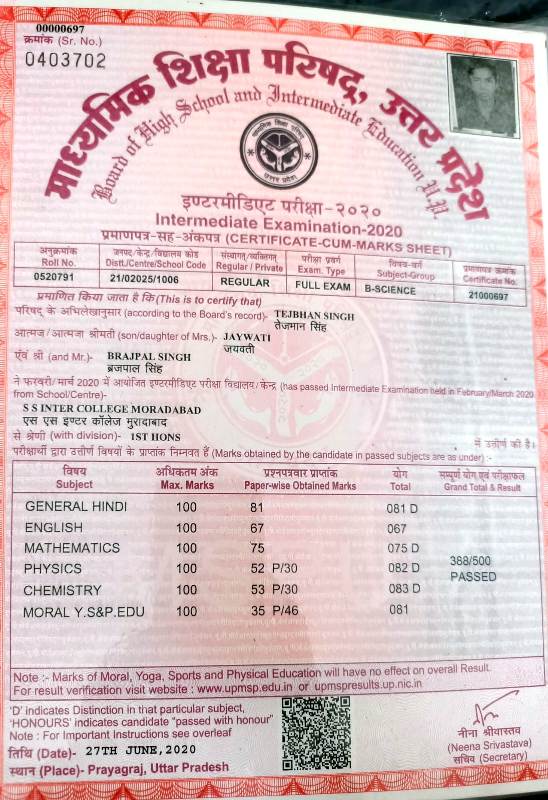 00000697
क्रमांक (Sr. No.)
0403702
माध्यमिक शिक्षा परिषद्, उत्तर प्रदेश
Board of High School and Intermediate Education U.P.
इण्टरमीडिएट परीक्षा-२०२०
Intermediate Examination-2020
प्रमाणपत्र-सह-अंकपत्र (CERTIFICATE-CUM-MARKS SHEET)
अनुक्रमांक जनपद/केन्द्र/विद्यालय कोड संस्थागत/व्यक्तिगत परीक्षा प्रवर्ग विषय-वर्ग प्रमाणपत्र क्रमांक
Roll No. Distt./Centre/School Code Regular / Private Exam. Type Subject-Group Certificate No.
0520791 21/02025/1006 REGULAR FULL EXAM B-SCIENCE 21000697
प्रमाणित किया जाता है कि (This is to certify that)
परिषद् के अभिलेखानुसार (according to the Board's record)- TEJBHAN SINGH
तेजभान सिंह
आत्मज / आत्मजा श्रीमती (son/daughter of Mrs.)- JAYWATI
जयवती
एंव श्री (and Mr.)- BRAJPAL SINGH
ब्रजपाल सिंह
ने फरवरी/मार्च 2020 में आयोजित इण्टरमीडिएट परीक्षा विद्यालय/केन्द्र (has passed Intermediate Examination held in February/March 2020
from School/Centre)-
S S INTER COLLEGE MORADABAD
एस एस इण्टर कॉलेज मुरादाबाद
से श्रेणी (with division)- 1ST HONS में उत्तीर्ण की है।
परीक्षार्थी द्वारा उत्तीर्ण विषयों के प्राप्तांक निम्नवत हैं (Marks obtained by the candidate in passed subjects are as under) :-
विषय अधिकतम अंक प्रश्नपत्रवार प्राप्तांक योग सम्पूर्ण योग एवं परीक्षाफल
Subject Max. Marks Paper-wise Obtained Marks Total Grand Total & Result
GENERAL HINDI 100 81 081 D
ENGLISH 100 67 067
MATHEMATICS 100 75 075 D
388/500
PHYSICS 100 52 P/30 082 D
PASSED
CHEMISTRY 100 53 P/30 083 D
MORAL Y.S&P.EDU 100 35 P/46 081
Note :- Marks of Moral, Yoga, Sports and Physical Education will have no effect on overall Result.
For result verification visit website : www.upmsp.edu.in or upmspresults.up.nic.in
'D' indicates Distinction in that particular subject,
'HONOURS' indicates candidate "passed with honour"
Note : For Important Instructions see overleaf
तिथि (Date)- 27TH JUNE,2020
स्थान (Place)- Prayagraj, Uttar Pradesh
नीना श्रीवास्तव
(Neena Srivastava)
सचिव (Secretary)